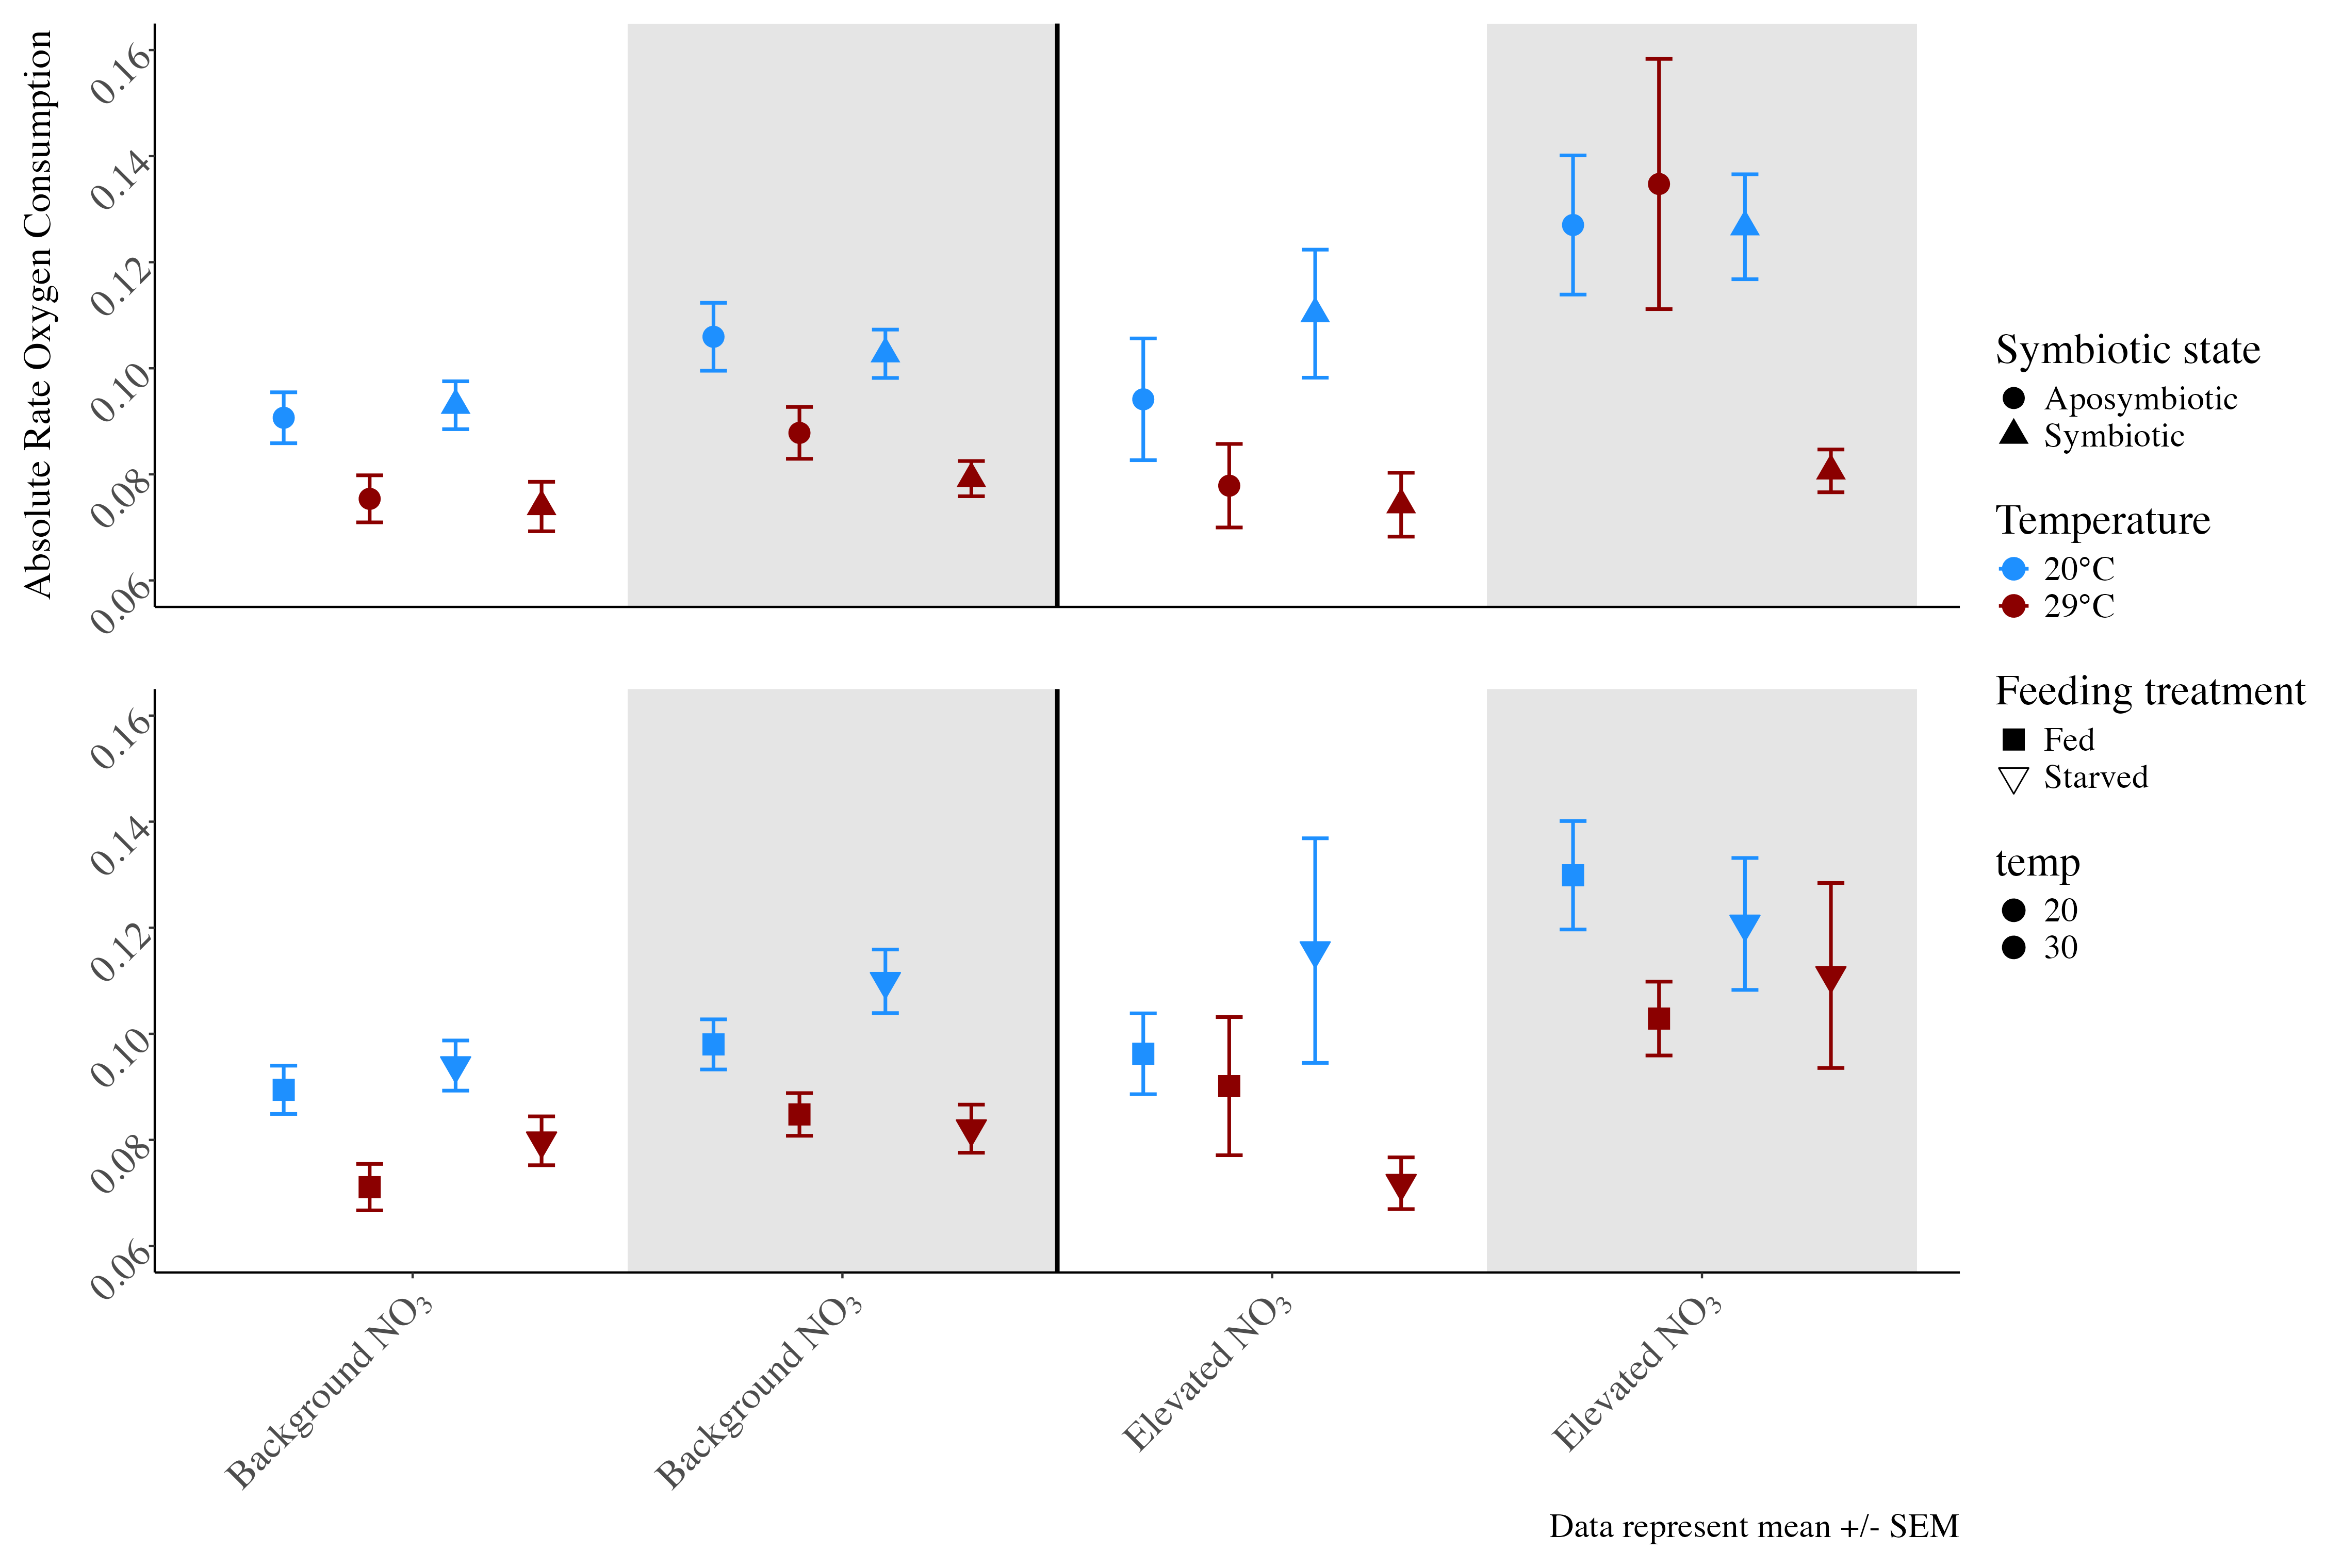 Absolute Rate Oxygen Consumption
0.16
0.14
0.12
0.10
0.08
0.06
0.16
0.14
0.12
0.10
0.08
0.06
Background NO₃
Background NO₃
Elevated NO₃
Elevated NO₃
Symbiotic state
Aposymbiotic
Symbiotic
Temperature
20°C
29°C
Feeding treatment
Fed
Starved
temp
20
30
Data represent mean +/- SEM